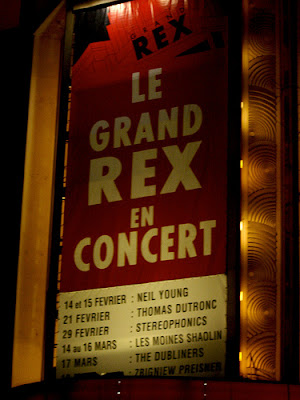 GRAND
REX
LE
GRAND
REX
EN
CONCERT
14 et 15 FEVRIER : NEIL YOUNG
21 FEVRIER : THOMAS DUTRONC
29 FEVRIER : STEREOPHONICS
14 au 16 MARS : LES MOINES SHAOLIN
17 MARS : THE DUBLINERS
: ZBIGNIEW PREISNER